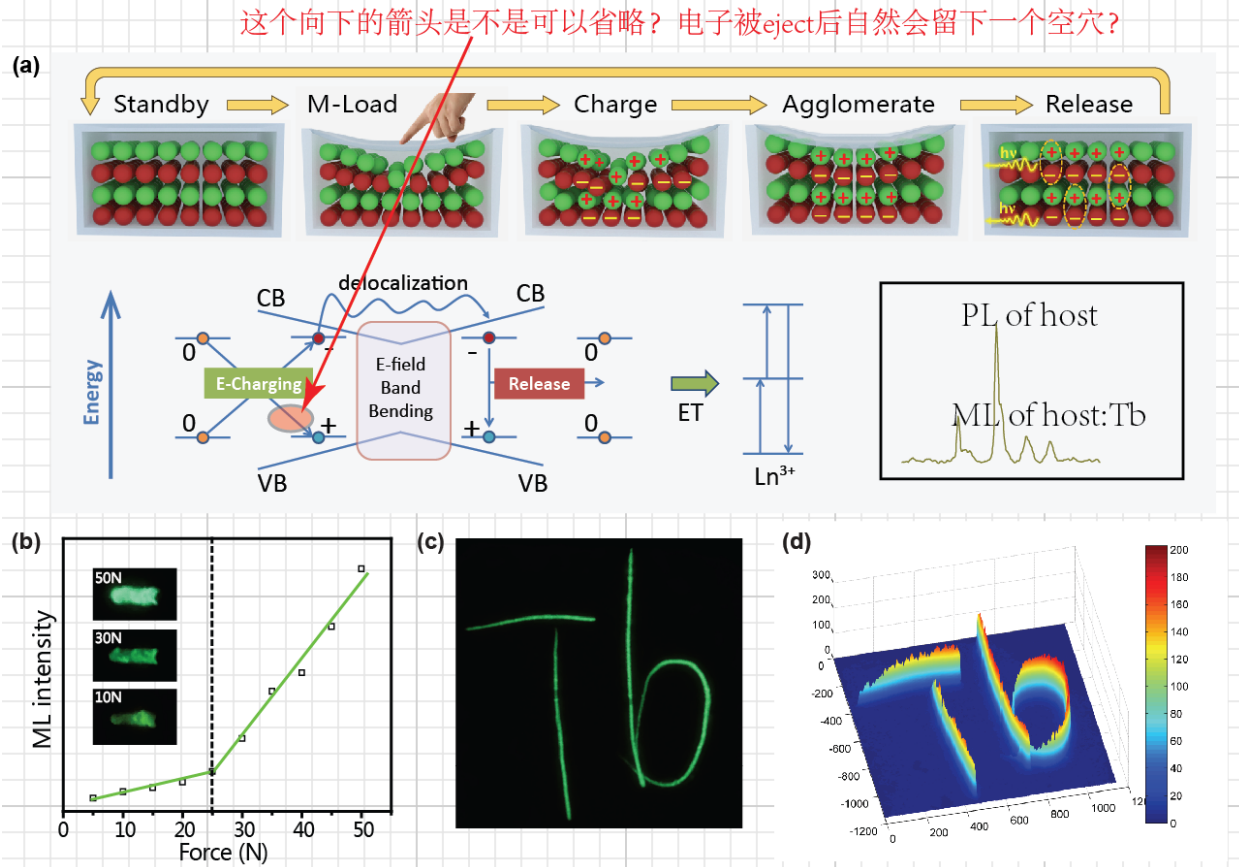 这个向下的箭头是不是可以省略？电子被eject后自然会留下一个空穴？
(a)
Standby
M-Load
Charge
Agglomerate
Release
hν
hν
+ + + + +
− − − − −
+ + + +
− − −
+ + + +
− − − −
+ + + +
− − − −
+ + + +
− − − −
+ + + +
− − − −
Energy
CB
delocalization
CB
0
-
-
0
E-Charging
E-field
Band
Bending
Release
0
+
+
0
VB
VB
ET
Ln³⁺
PL of host
ML of host:Tb
(b)
ML intensity
50N
30N
10N
0 10 20 30 40 50
Force (N)
(c)
(d)
300
200
100
0
0
-200
-400
-600
-800
-1000
-1200
0 200 400 600 800 1000 12
200
180
160
140
120
100
80
60
40
20
0
Tb